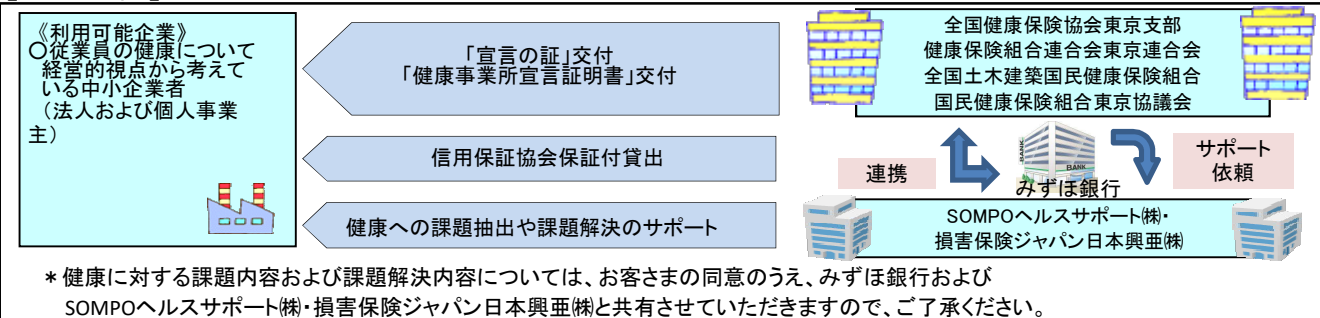 《利用可能企業》
○従業員の健康について
経営的視点から考えて
いる中小企業者
（法人および個人事業
主）
「宣言の証」交付
「健康事業所宣言証明書」交付
信用保証協会保証付貸出
健康への課題抽出や課題解決のサポート
全国健康保険協会東京支部
健康保険組合連合会東京連合会
全国土木建築国民健康保険組合
国民健康保険組合東京協議会
連携
BANK
BANK
みずほ銀行
サポート
依頼
SOMPOヘルスサポート㈱・
損害保険ジャパン日本興亜㈱
＊健康に対する課題内容および課題解決内容については、お客さまの同意のうえ、みずほ銀行および
SOMPOヘルスサポート㈱・損害保険ジャパン日本興亜㈱と共有させていただきますので、ご了承ください。